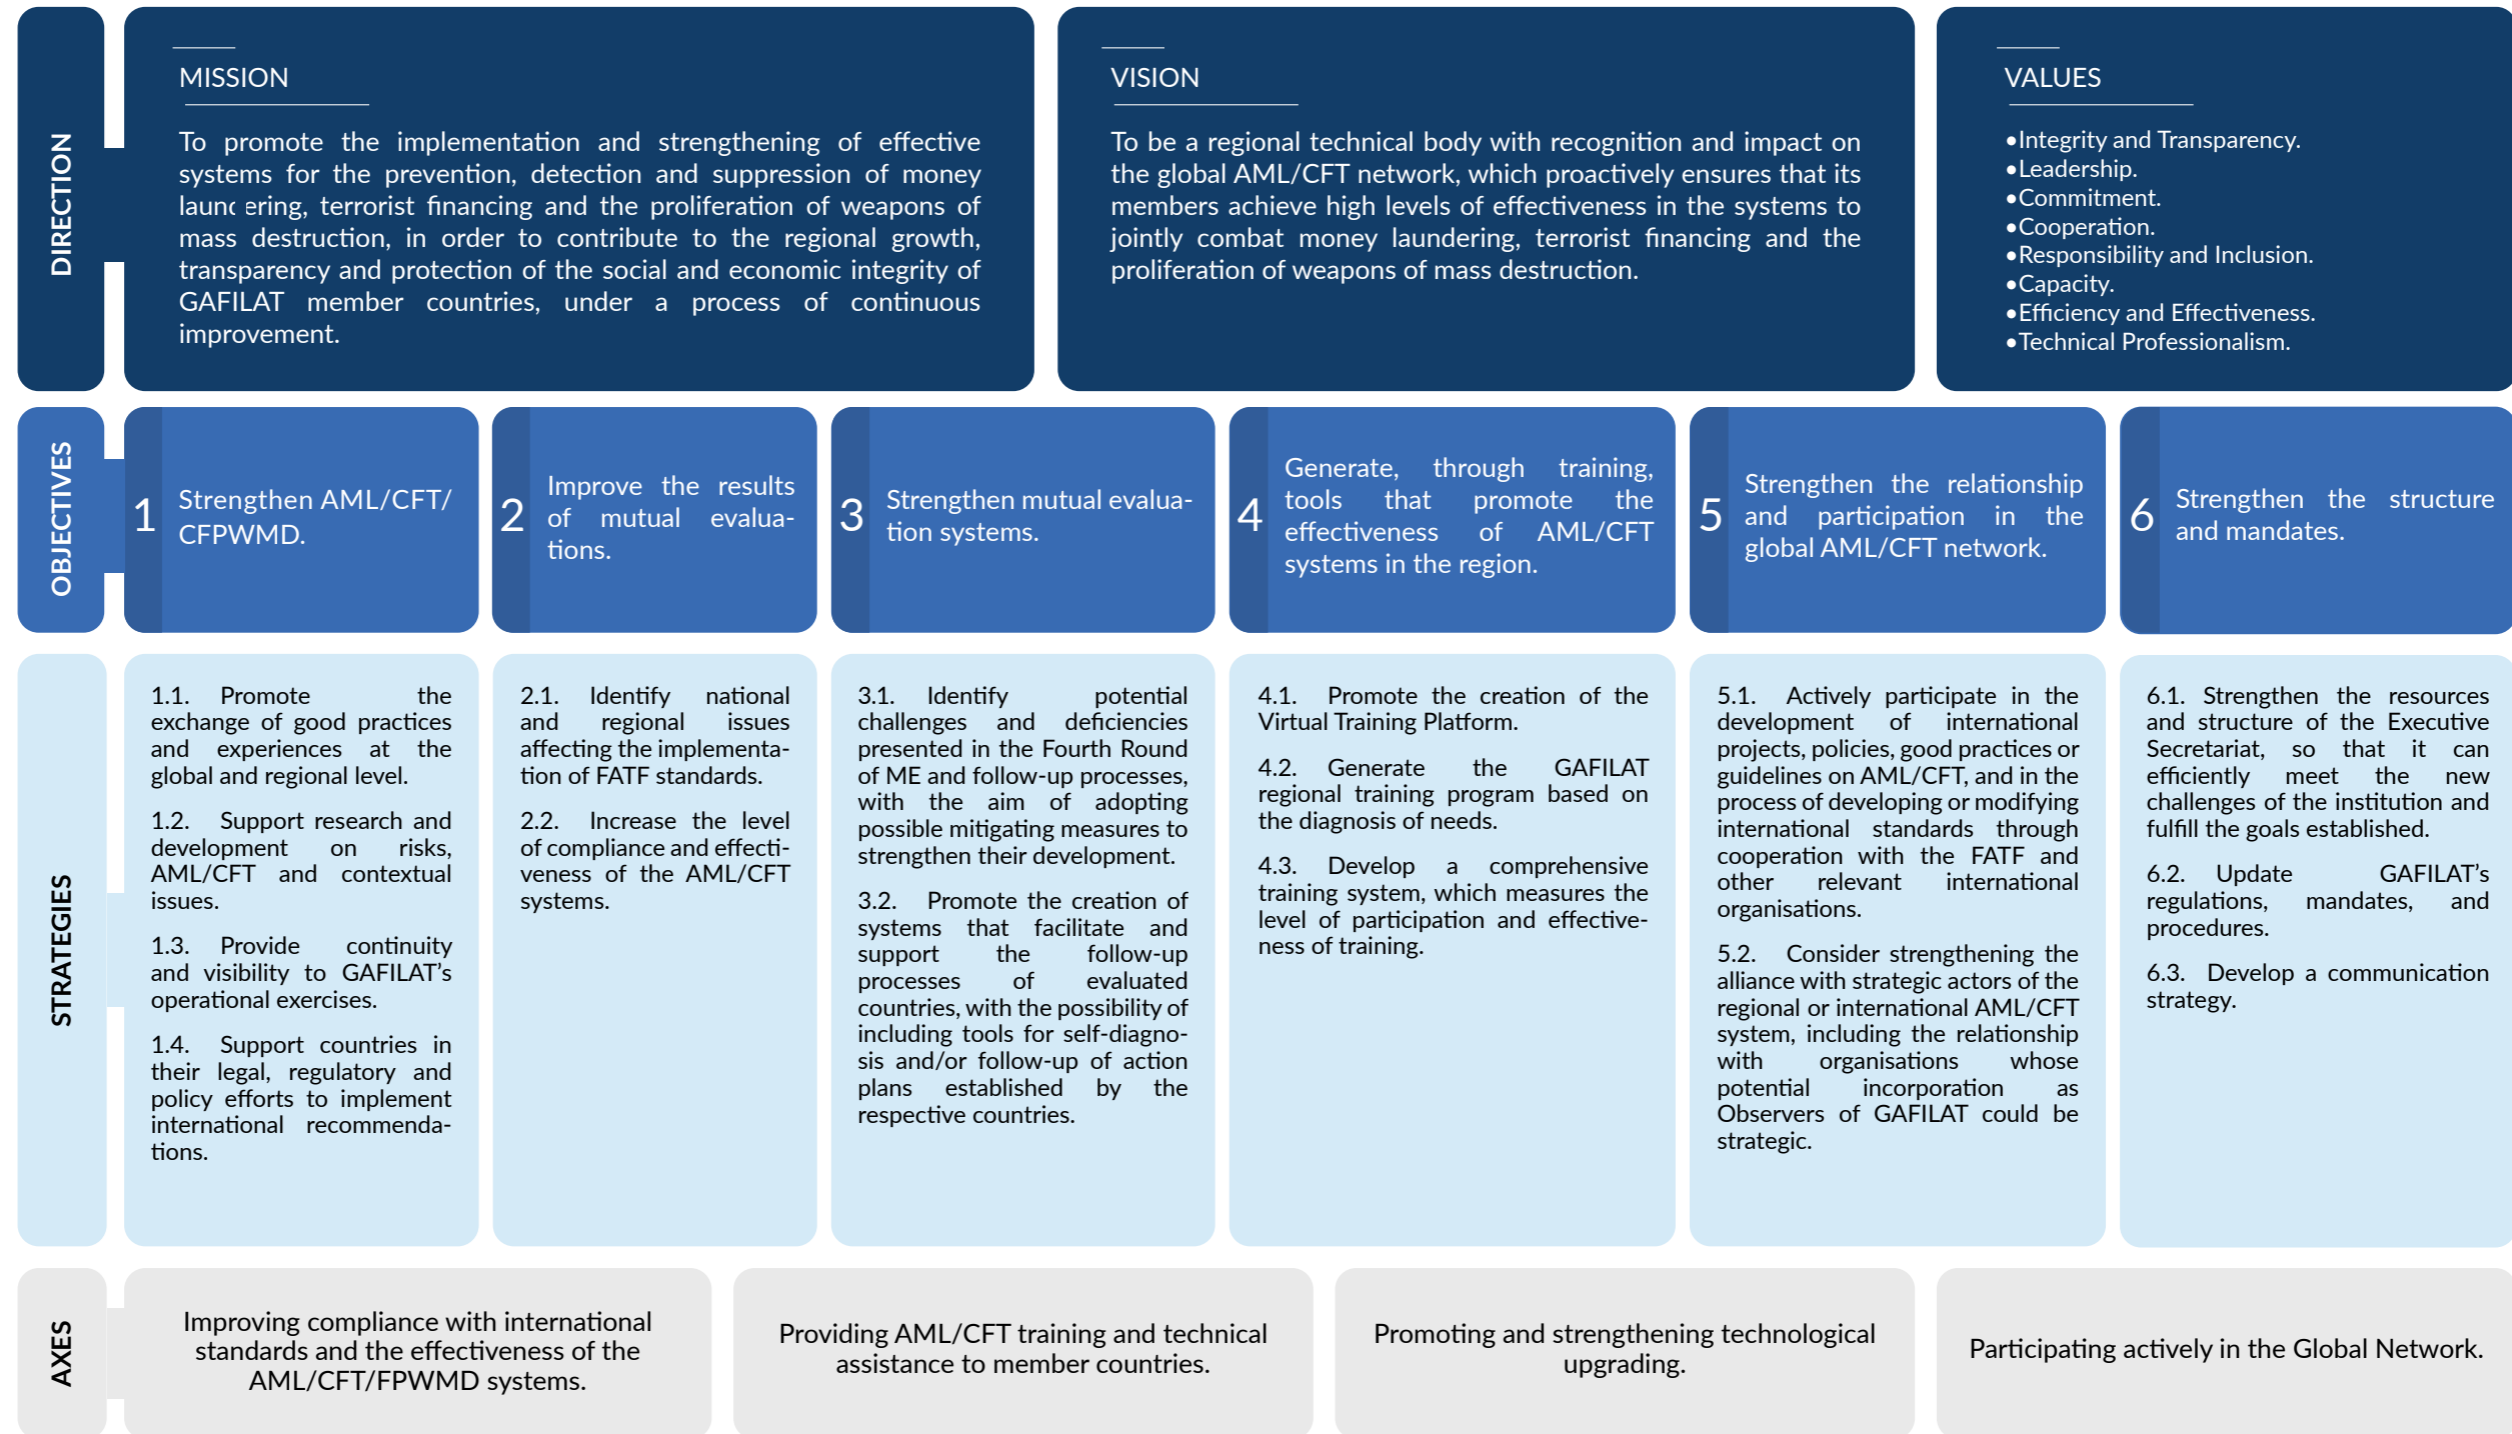 DIRECTION
MISSION
To promote the implementation and strengthening of effective
systems for the prevention, detection and suppression of money
laundering, terrorist financing and the proliferation of weapons of
mass destruction, in order to contribute to the regional growth,
transparency and protection of the social and economic integrity of
GAFILAT member countries, under a process of continuous
improvement.
VISION
To be a regional technical body with recognition and impact on
the global AML/CFT network, which proactively ensures that its
members achieve high levels of effectiveness in the systems to
jointly combat money laundering, terrorist financing and the
proliferation of weapons of mass destruction.
VALUES
•Integrity and Transparency.
•Leadership.
•Commitment.
•Cooperation.
•Responsibility and Inclusion.
•Capacity.
•Efficiency and Effectiveness.
•Technical Professionalism.
OBJECTIVES
1
Strengthen AML/CFT/
CFPWMD.
2
Improve the results
of mutual evalua-
tions.
3
Strengthen mutual evalua-
tion systems.
4
Generate, through training,
tools that promote the
effectiveness of AML/CFT
systems in the region.
5
Strengthen the relationship
and participation in the
global AML/CFT network.
6
Strengthen the structure
and mandates.
STRATEGIES
1.1. Promote the
exchange of good practices
and experiences at the
global and regional level.
1.2. Support research and
development on risks,
AML/CFT and contextual
issues.
1.3. Provide continuity
and visibility to GAFILAT’s
operational exercises.
1.4. Support countries in
their legal, regulatory and
policy efforts to implement
international recommenda-
tions.
2.1. Identify national
and regional issues
affecting the implementa-
tion of FATF standards.
2.2. Increase the level
of compliance and effecti-
veness of the AML/CFT
systems.
3.1. Identify potential
challenges and deficiencies
presented in the Fourth Round
of ME and follow-up processes,
with the aim of adopting
possible mitigating measures to
strengthen their development.
3.2. Promote the creation of
systems that facilitate and
support the follow-up
processes of evaluated
countries, with the possibility of
including tools for self-diagno-
sis and/or follow-up of action
plans established by the
respective countries.
4.1. Promote the creation of the
Virtual Training Platform.
4.2. Generate the GAFILAT
regional training program based on
the diagnosis of needs.
4.3. Develop a comprehensive
training system, which measures the
level of participation and effective-
ness of training.
5.1. Actively participate in the
development of international
projects, policies, good practices or
guidelines on AML/CFT, and in the
process of developing or modifying
international standards through
cooperation with the FATF and
other relevant international
organisations.
5.2. Consider strengthening the
alliance with strategic actors of the
regional or international AML/CFT
system, including the relationship
with organisations whose
potential incorporation as
Observers of GAFILAT could be
strategic.
6.1. Strengthen the resources
and structure of the Executive
Secretariat, so that it can
efficiently meet the new
challenges of the institution and
fulfill the goals established.
6.2. Update GAFILAT’s
regulations, mandates, and
procedures.
6.3. Develop a communication
strategy.
AXES
Improving compliance with international
standards and the effectiveness of the
AML/CFT/FPWMD systems.
Providing AML/CFT training and technical
assistance to member countries.
Promoting and strengthening technological
upgrading.
Participating actively in the Global Network.